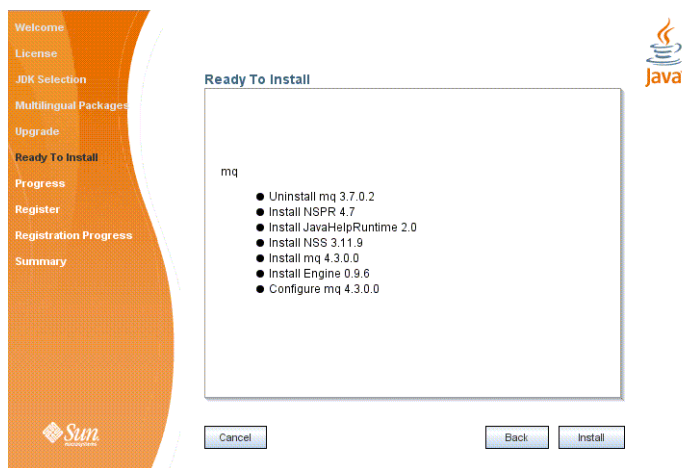 Welcome
License
JDK Selection
Multilingual Packages
Upgrade
Ready To Install
Progress
Register
Registration Progress
Summary
Sun
microsystems
Java
Ready To Install
mq
Uninstall mq 3.7.0.2
Install NSPR 4.7
Install JavaHelpRuntime 2.0
Install NSS 3.11.9
Install mq 4.3.0.0
Install Engine 0.9.6
Configure mq 4.3.0.0
Cancel
Back
Install